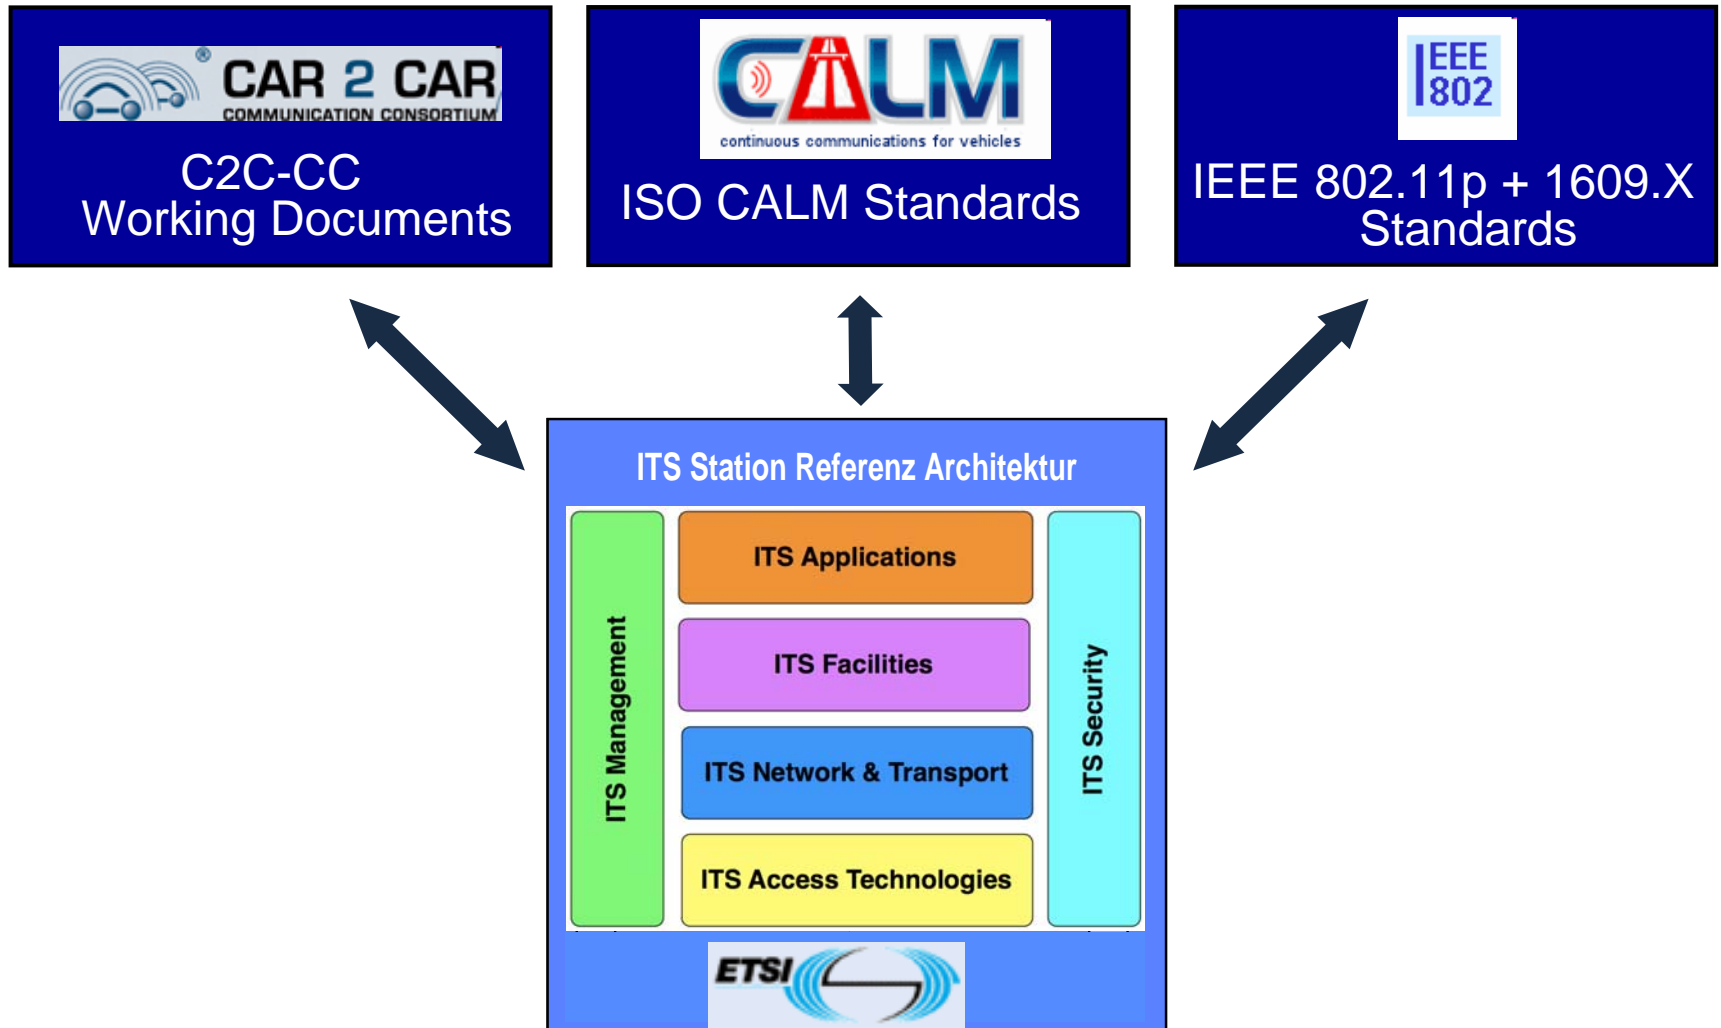 CAR 2 CAR
COMMUNICATION CONSORTIUM
C2C-CC
Working Documents
CALM
continuous communications for vehicles
ISO CALM Standards
IEEE
802
IEEE 802.11p + 1609.X
Standards
ITS Station Referenz Architektur
ITS Management
ITS Applications
ITS Facilities
ITS Network & Transport
ITS Access Technologies
ITS Security
ETSI